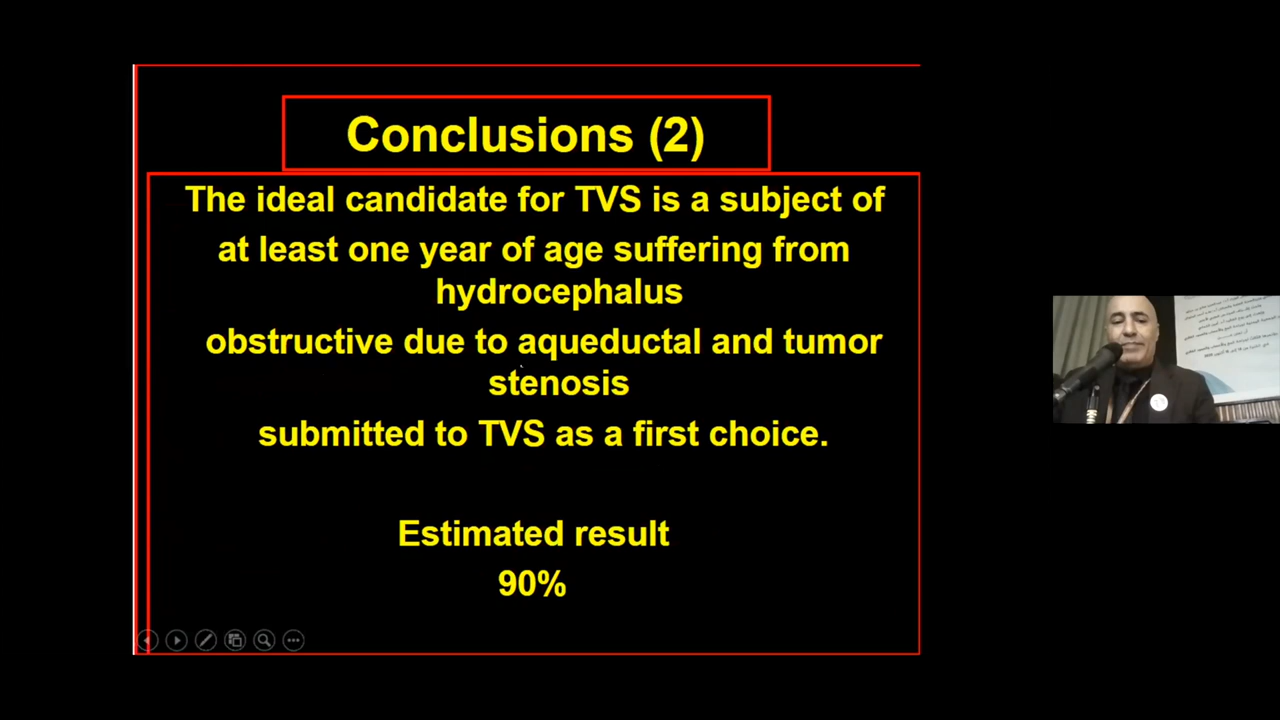 Conclusions (2)
The ideal candidate for TVS is a subject of
at least one year of age suffering from
hydrocephalus
obstructive due to aqueductal and tumor
stenosis
submitted to TVS as a first choice.
Estimated result
90%